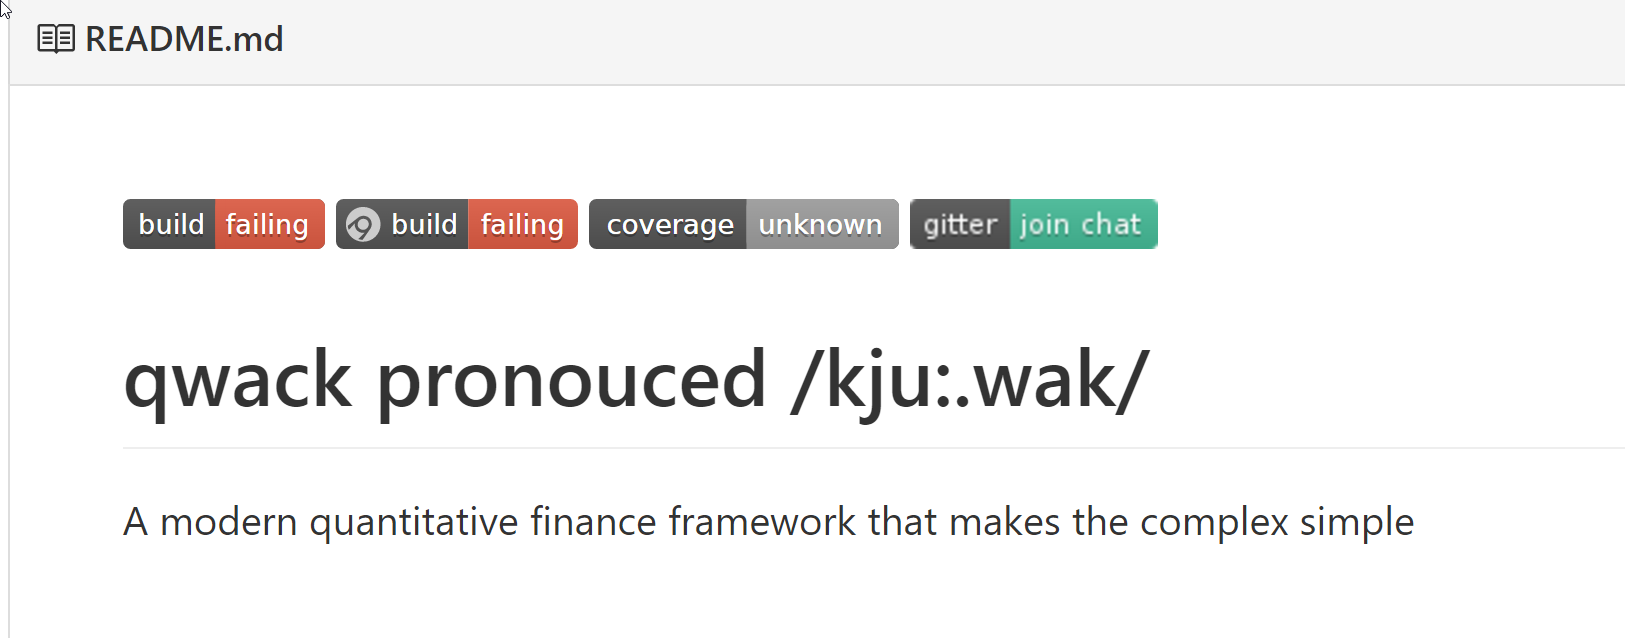 README.md
build failing build failing coverage unknown gitter join chat
qwack pronouced /kju:.wak/
A modern quantitative finance framework that makes the complex simple